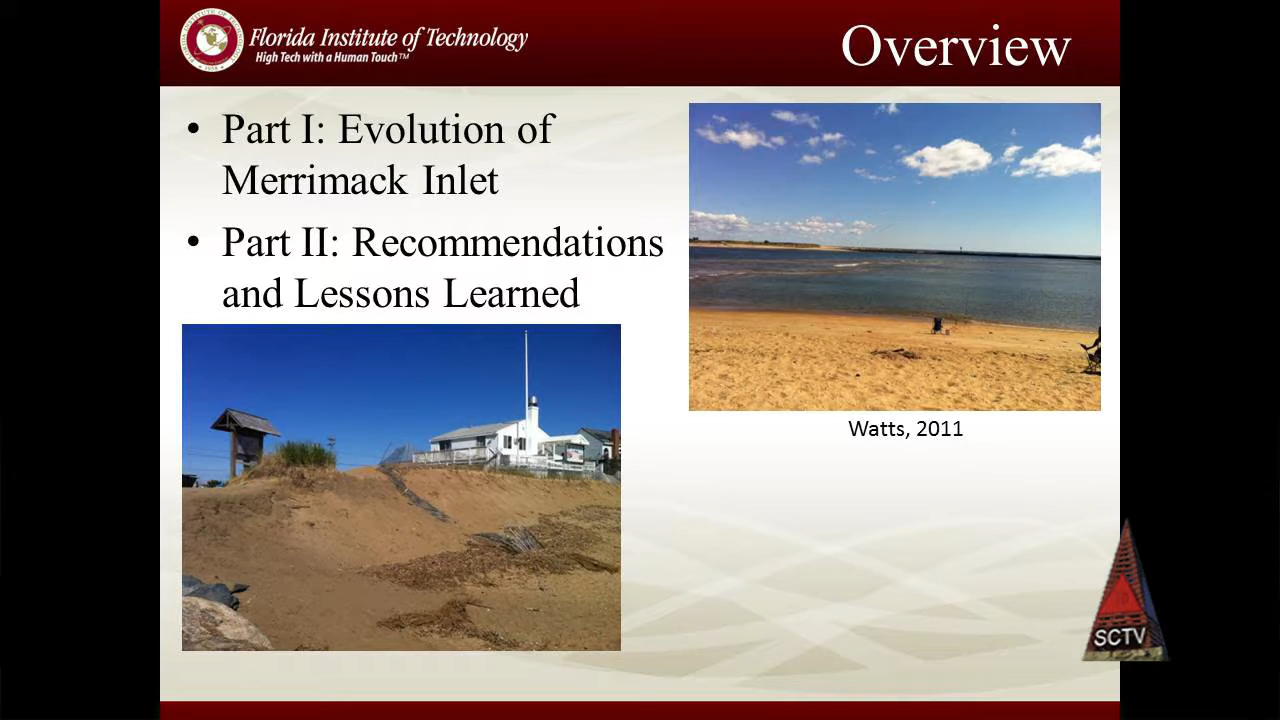 Florida Institute of Technology
High Tech with a Human Touch™
Overview
• Part I: Evolution of
Merrimack Inlet
• Part II: Recommendations
and Lessons Learned
Watts, 2011
SCTV